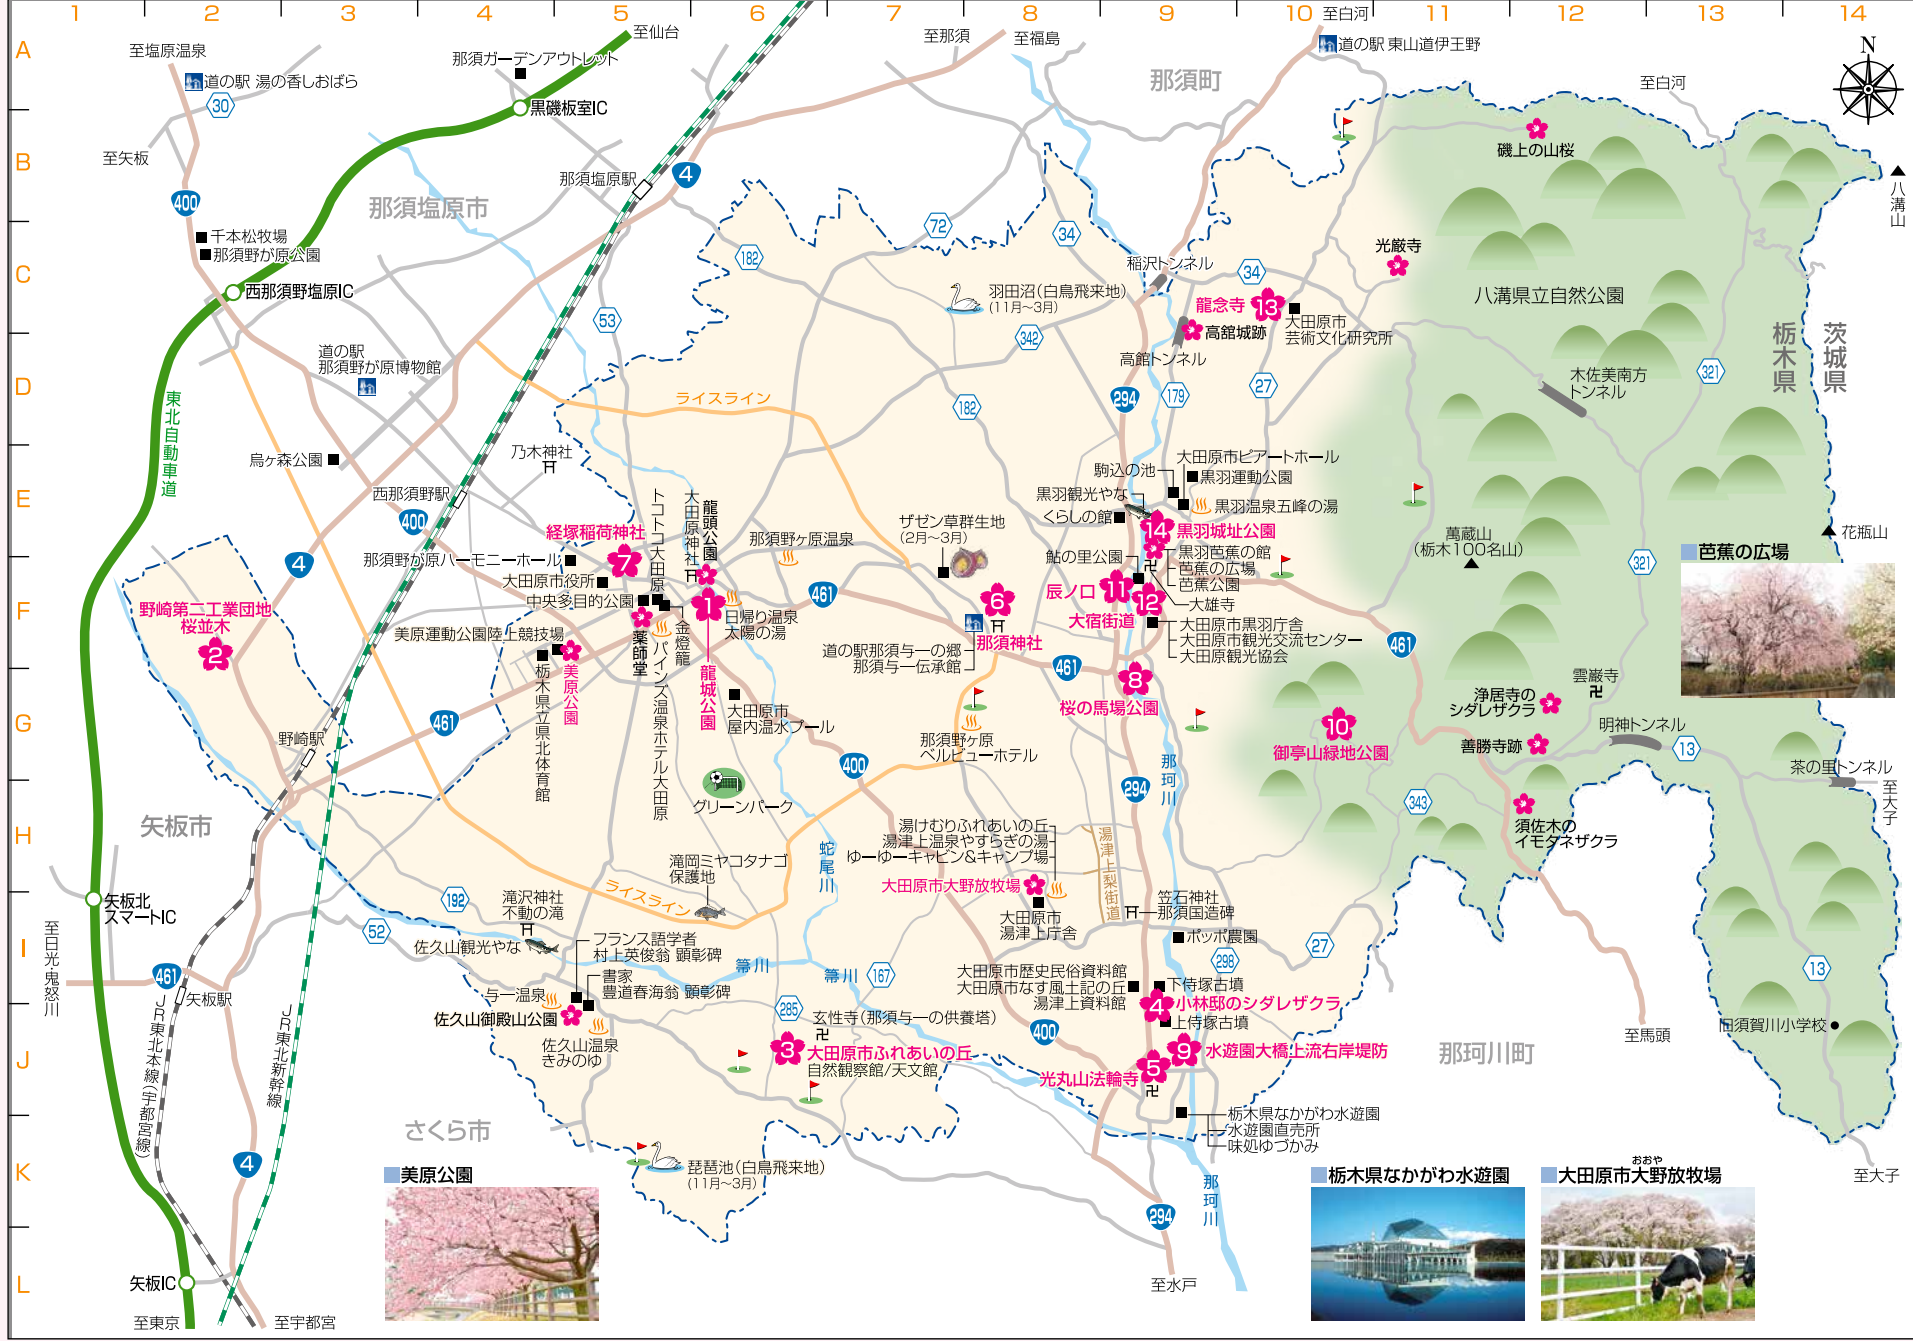 1 2 3 4 5 6 7 8 9 10 11 12 13 14
A
B
C
D
E
F
G
H
I
J
K
L
N
至塩原温泉
道の駅 湯の香しおばら
30
至矢板
400
千本松牧場
那須野が原公園
西那須野塩原IC
那須塩原市
那須ガーデンアウトレット
至仙台
黒磯板室IC
那須塩原駅
4
至那須
至福島
那須町
至白河
道の駅 東山道伊王野
至白河
磯上の山桜
八溝山
72
34
182
53
稲沢トンネル
34
光厳寺
羽田沼(白鳥飛来地)
(11月～3月)
龍念寺
13
高舘城跡
大田原市
芸術文化研究所
八溝県立自然公園
342
高館トンネル
栃木県
茨城県
道の駅
那須野が原博物館
東北自動車道
ライスライン
182
294
179
27
木佐美南方
トンネル
321
烏ヶ森公園
乃木神社
西那須野駅
400
経塚稲荷神社
7
トコトコ大田原
大田原神社
龍頭公園
那須野ヶ原温泉
ザゼン草群生地
(2月～3月)
駒込の池
大田原市ピアートホール
黒羽運動公園
黒羽観光やな
くらしの館
黒羽温泉五峰の湯
14
黒羽城址公園
萬蔵山
(栃木100名山)
花瓶山
芭蕉の広場
4
那須野が原ハーモニーホール
大田原市役所
中央多目的公園
1
日帰り温泉
太陽の湯
461
6
那須神社
鮎の里公園
黒羽芭蕉の館
芭蕉の広場
芭蕉公園
大雄寺
辰ノ口
11
12
大宿街道
大田原市黒羽庁舎
大田原市観光交流センター
大田原観光協会
461
321
野崎第二工業団地
桜並木
2
美原運動公園陸上競技場
薬師堂
金燈籠
パインズ温泉ホテル大田原
龍城公園
道の駅那須与一の郷
那須与一伝承館
461
8
桜の馬場公園
美原公園
栃木県立県北体育館
大田原市
屋内温水プール
461
那須野ヶ原
ベルビューホテル
10
御亭山緑地公園
浄居寺の
シダレザクラ
雲巌寺
善勝寺跡
明神トンネル
13
茶の里トンネル
至大子
野崎駅
400
グリーンパーク
294
那珂川
343
須佐木の
イモタネザクラ
矢板市
蛇尾川
湯けむりふれあいの丘
湯津上温泉やすらぎの湯
ゆーゆーキャビン&キャンプ場
大田原市大野放牧場
湯津上梨街道
滝岡ミヤコタナゴ
保護地
ライスライン
矢板北
スマートIC
192
52
滝沢神社
不動の滝
佐久山観光やな
大田原市
湯津上庁舎
笠石神社
那須国造碑
ポッポ農園
27
298
至日光・鬼怒川
461
矢板駅
フランス語学者
村上英俊翁 顕彰碑
書家
豊道春海翁 顕彰碑
箒川
箒川
167
大田原市歴史民俗資料館
大田原市なす風土記の丘
湯津上資料館
下侍塚古墳
4
小林邸のシダレザクラ
上侍塚古墳
13
与一温泉
佐久山御殿山公園
佐久山温泉
きみのゆ
285
玄性寺(那須与一の供養塔)
3
大田原市ふれあいの丘
自然観察館/天文館
400
9
水遊園大橋上流右岸堤防
5
光丸山法輪寺
那珂川町
至馬頭
旧須賀川小学校
JR東北本線(宇都宮線)
JR東北新幹線
栃木県なかがわ水遊園
水遊園直売所
味処ゆづかみ
さくら市
4
琵琶池(白鳥飛来地)
(11月～3月)
美原公園
那珂川
294
栃木県なかがわ水遊園
おおや
大田原市大野放牧場
至大子
矢板IC
至東京
至宇都宮
至水戸